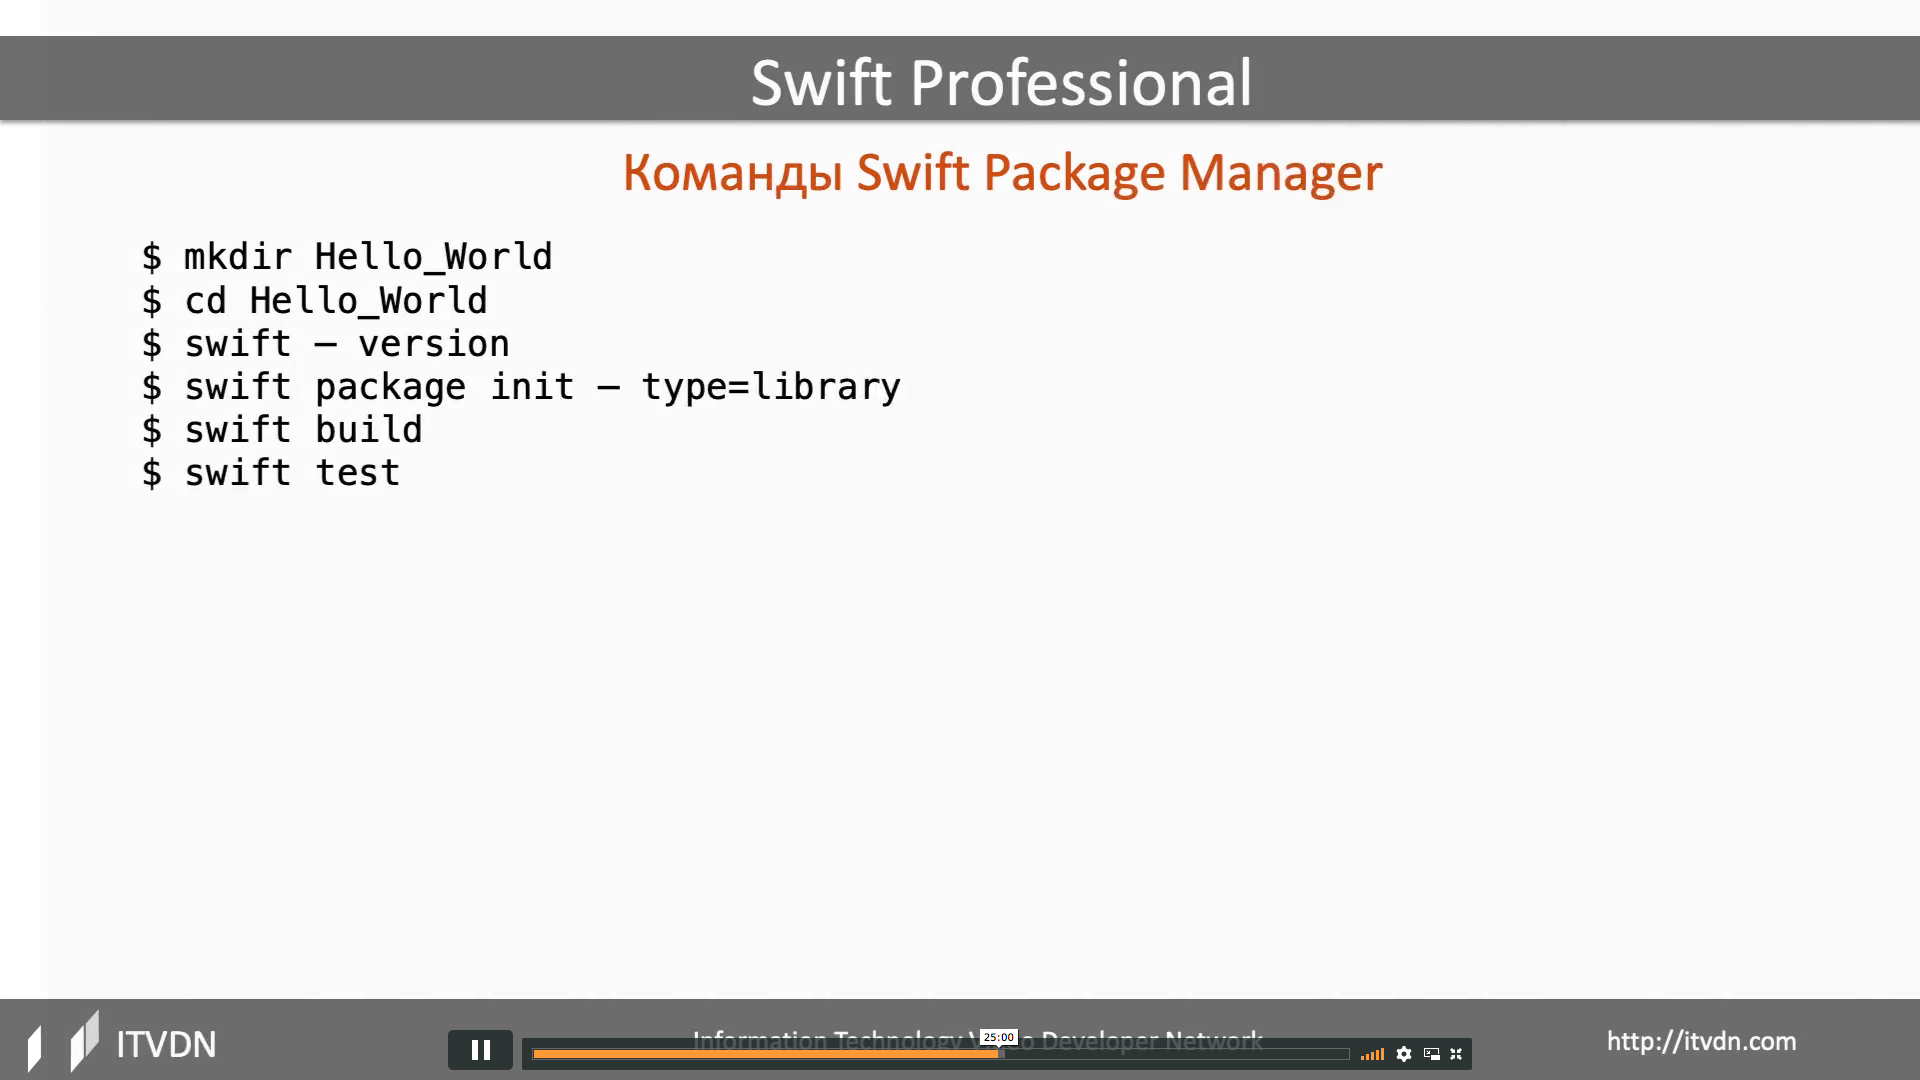 Swift Professional
Команды Swift Package Manager
$ mkdir Hello_World
$ cd Hello_World
$ swift — version
$ swift package init — type=library
$ swift build
$ swift test
ITVDN
Information Technology Video Developer Network
25:00
http://itvdn.com